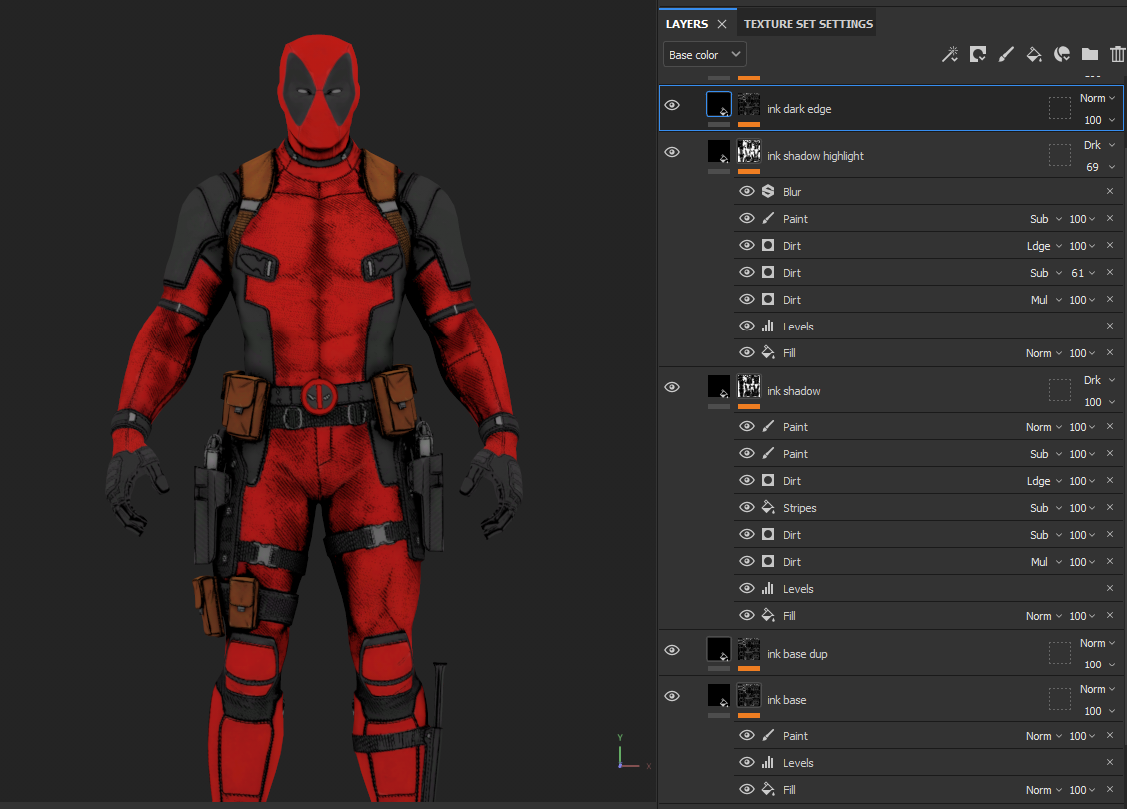 LAYERS TEXTURE SET SETTINGS
Base color
ink dark edge Norm
100
ink shadow highlight Drk
69
Blur
Paint Sub 100
Dirt Ldge 100
Dirt Sub 61
Dirt Mul 100
Levels
Fill Norm 100
ink shadow Drk
100
Paint Norm 100
Paint Sub 100
Dirt Ldge 100
Stripes Sub 100
Dirt Sub 100
Dirt Mul 100
Levels
Fill Norm 100
ink base dup Norm
100
ink base Norm
100
Paint Norm 100
Levels
Fill Norm 100
Y
X